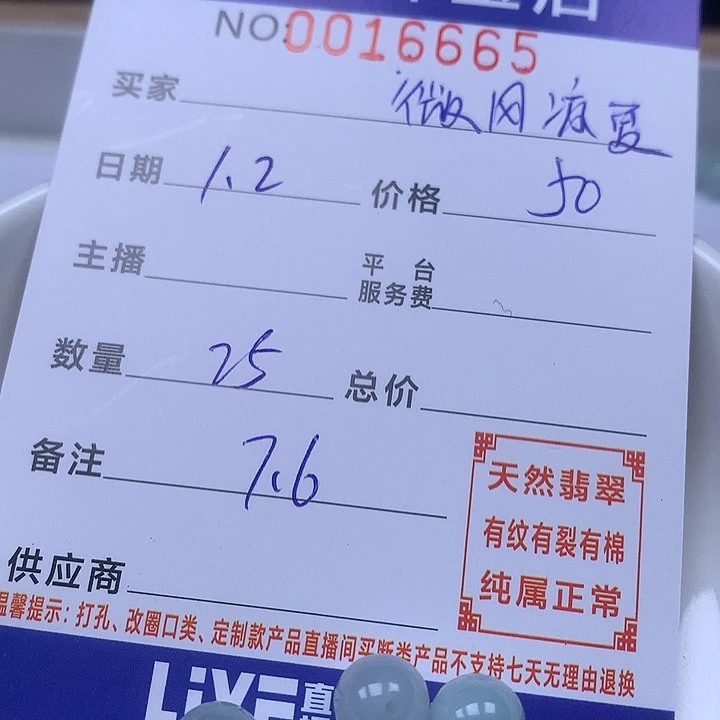 NO:0016665
买家 微网凉夏
日期 1.2 价格 50
主播 平台服务费
数量 25 总价
备注 7.6
天然翡翠
有纹有裂有棉
纯属正常
供应商
温馨提示：打孔、改圈口类、定制款产品直播间买断类产品不支持七天无理由退换
LiVE 直